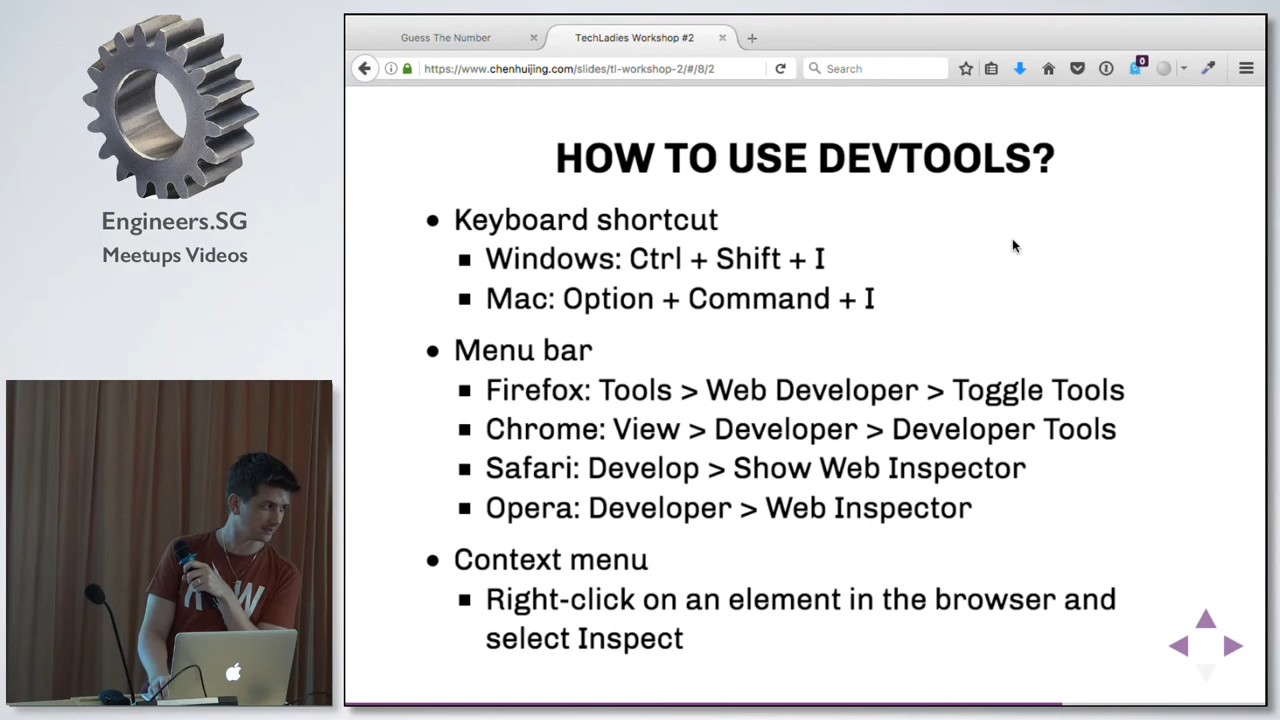 Engineers.SG
Meetups Videos
Guess The Number
TechLadies Workshop #2
https://www.chenhuijing.com/slides/tl-workshop-2/#/8/2
Search
0
HOW TO USE DEVTOOLS?
• Keyboard shortcut
▪ Windows: Ctrl + Shift + I
▪ Mac: Option + Command + I
• Menu bar
▪ Firefox: Tools > Web Developer > Toggle Tools
▪ Chrome: View > Developer > Developer Tools
▪ Safari: Develop > Show Web Inspector
▪ Opera: Developer > Web Inspector
• Context menu
▪ Right-click on an element in the browser and
select Inspect